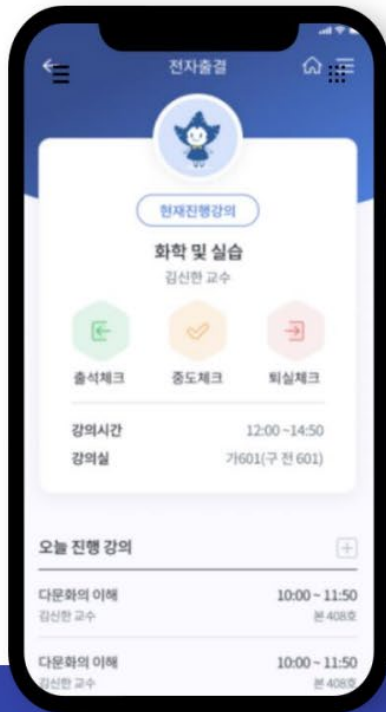 전자출결
현재진행강의
화학 및 실습
김신한 교수
출석체크 중도체크 퇴실체크
강의시간 12:00 ~14:50
강의실 가601(구 전 601)
오늘 진행 강의
다문화의 이해 10:00 ~ 11:50
김신한 교수 본 408호
다문화의 이해 10:00 ~ 11:50
김신한 교수 본 408호